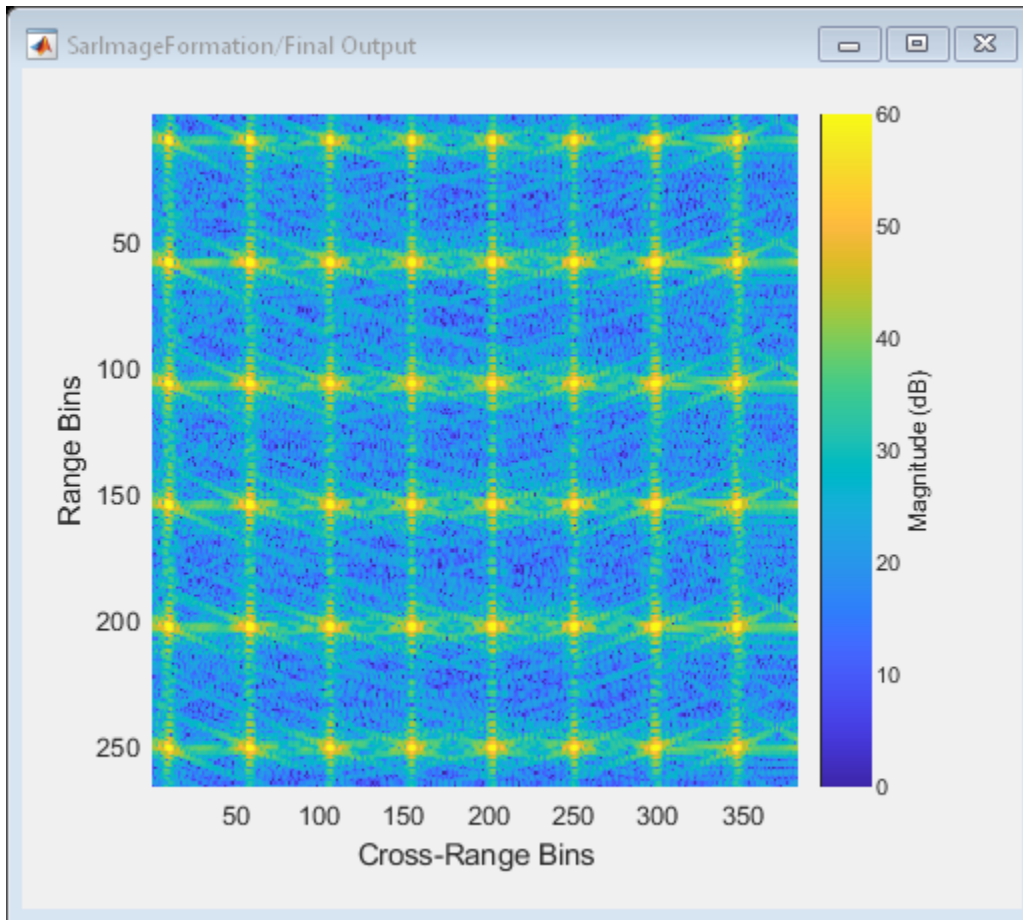 SarImageFormation/Final Output
60
50
40
30
20
10
0
Magnitude (dB)
50
100
150
200
250
Range Bins
50 100 150 200 250 300 350
Cross-Range Bins